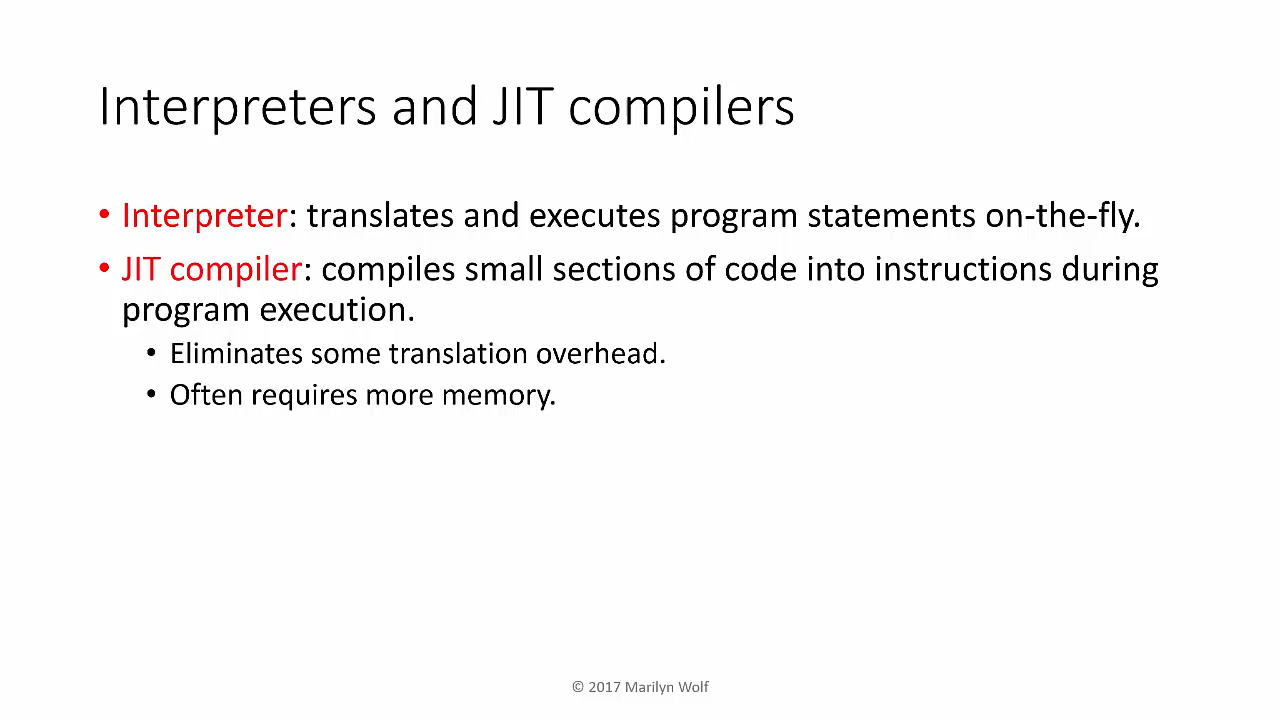 Interpreters and JIT compilers
• Interpreter: translates and executes program statements on-the-fly.
• JIT compiler: compiles small sections of code into instructions during
program execution.
• Eliminates some translation overhead.
• Often requires more memory.
© 2017 Marilyn Wolf